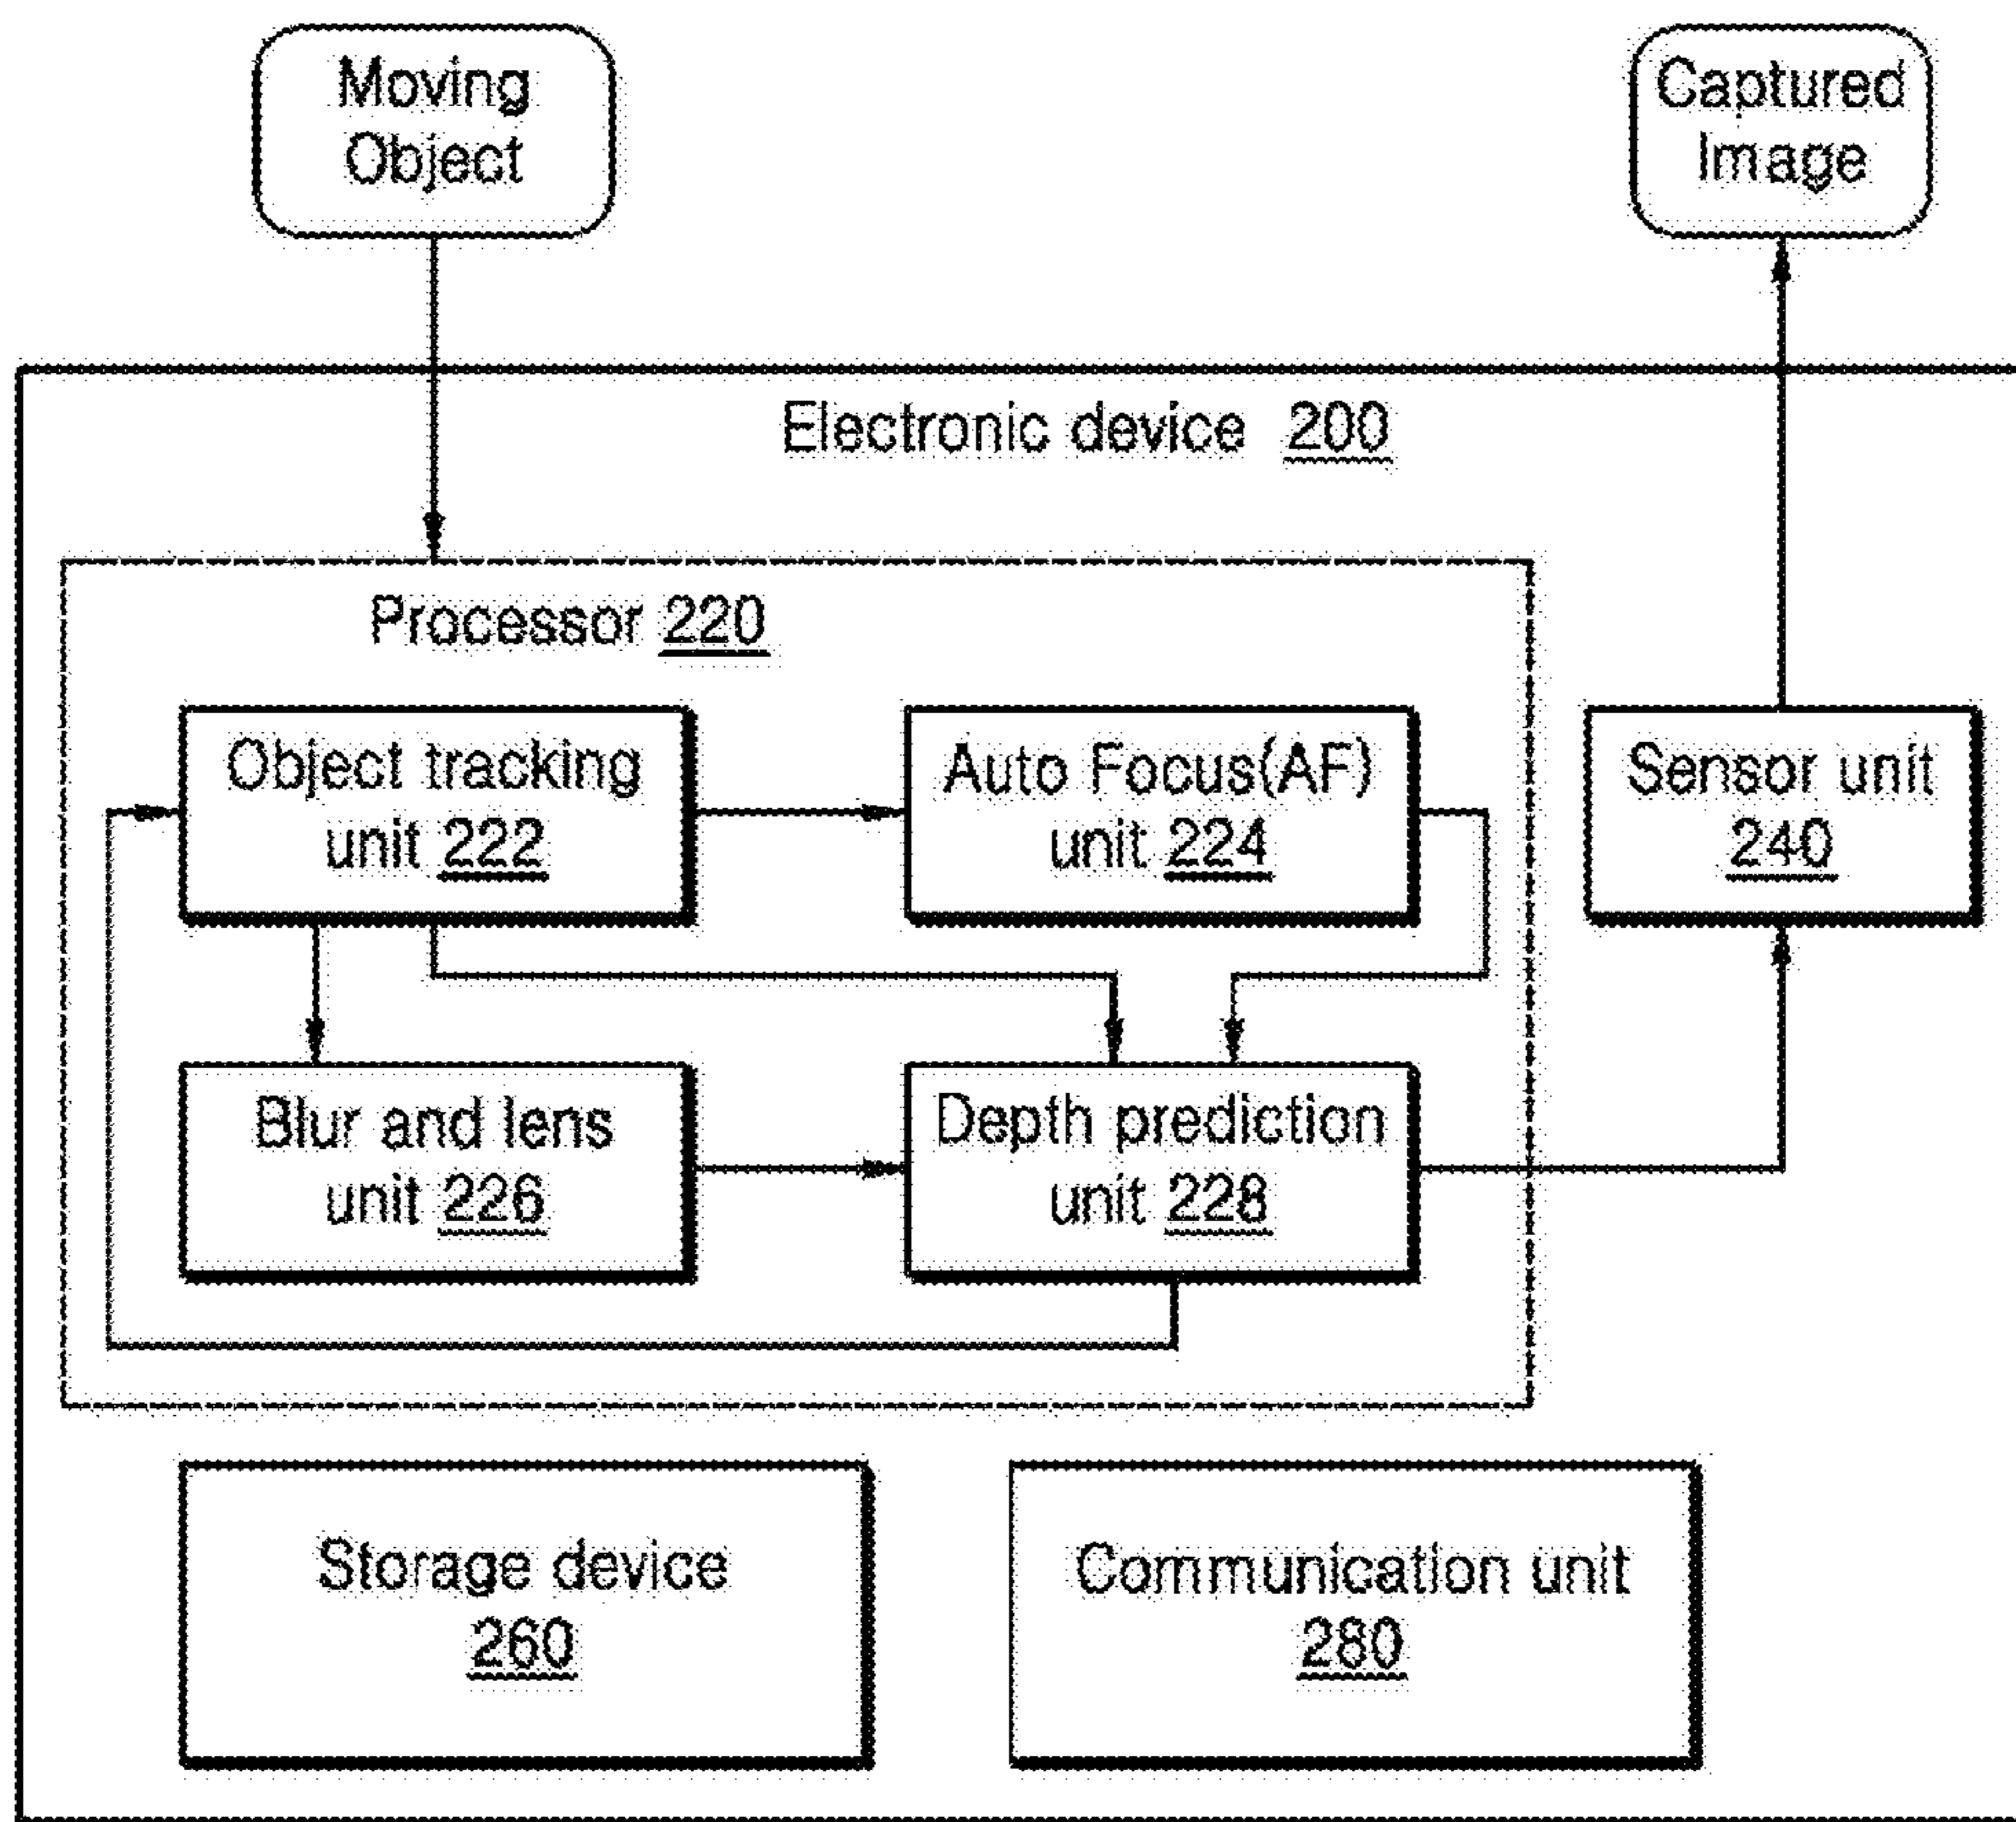 Moving
Object
Captured
Image
Electronic device 200
Processor 220
Object tracking
unit 222
Auto Focus(AF)
unit 224
Sensor unit
240
Blur and lens
unit 226
Depth prediction
unit 228
Storage device
260
Communication unit
280